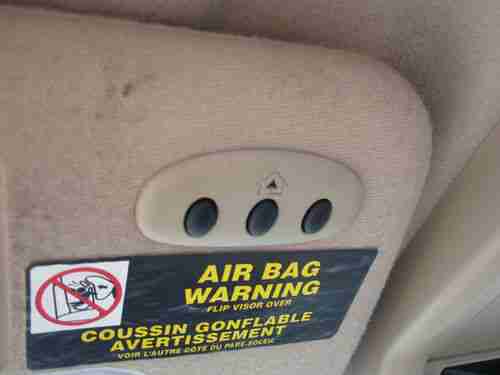 AIR BAG
WARNING
FLIP VISOR OVER
COUSSIN GONFLABLE
AVERTISSEMENT
VOIR L'AUTRE CÔTÉ DU PARE-SOLEIL